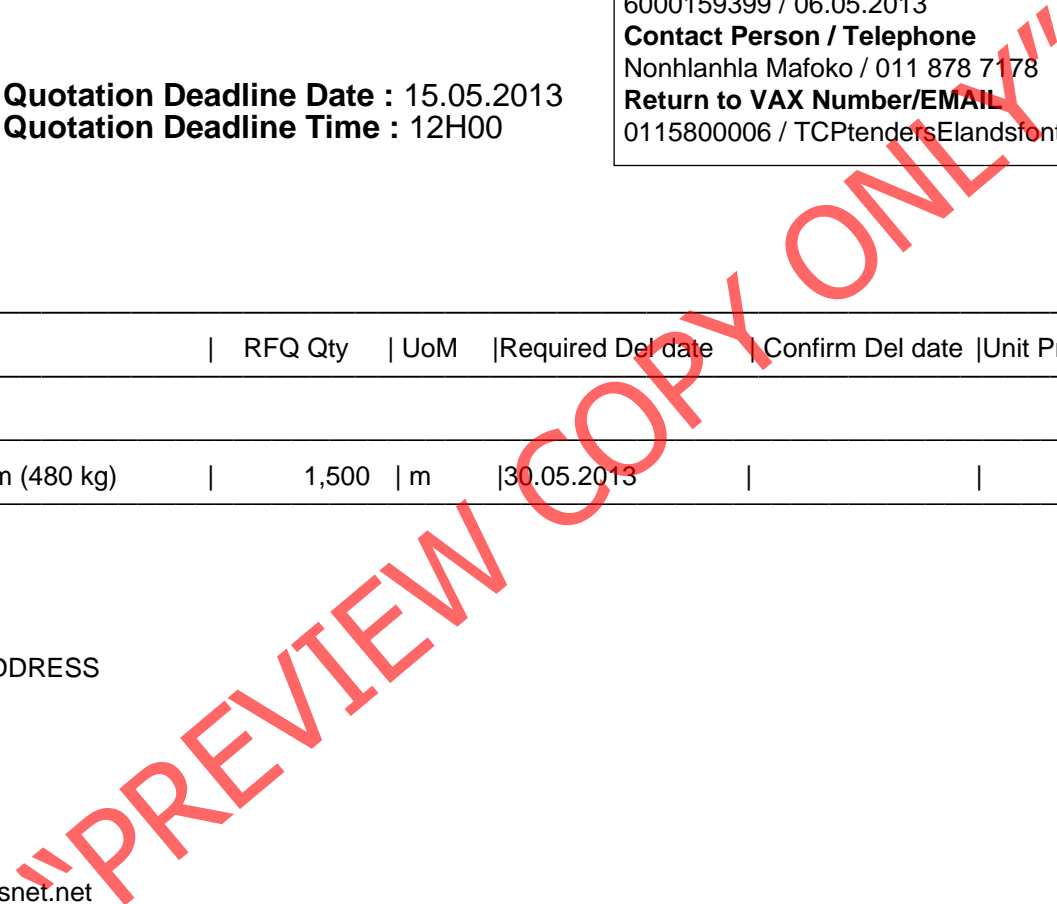 6000159399 / 06.05.2013
Contact Person / Telephone
Nonhlanhla Mafoko / 011 878 7178
Quotation Deadline Date : 15.05.2013
Return to VAX Number/EMAIL
Quotation Deadline Time : 12H00
0115800006 / TCPtendersElandsfont
| RFQ Qty | UoM |Required Del date | Confirm Del date |Unit Pr
m (480 kg) | 1,500 | m |30.05.2013 | |
DDRESS
snet.net
"PREVIEW COPY ONLY"